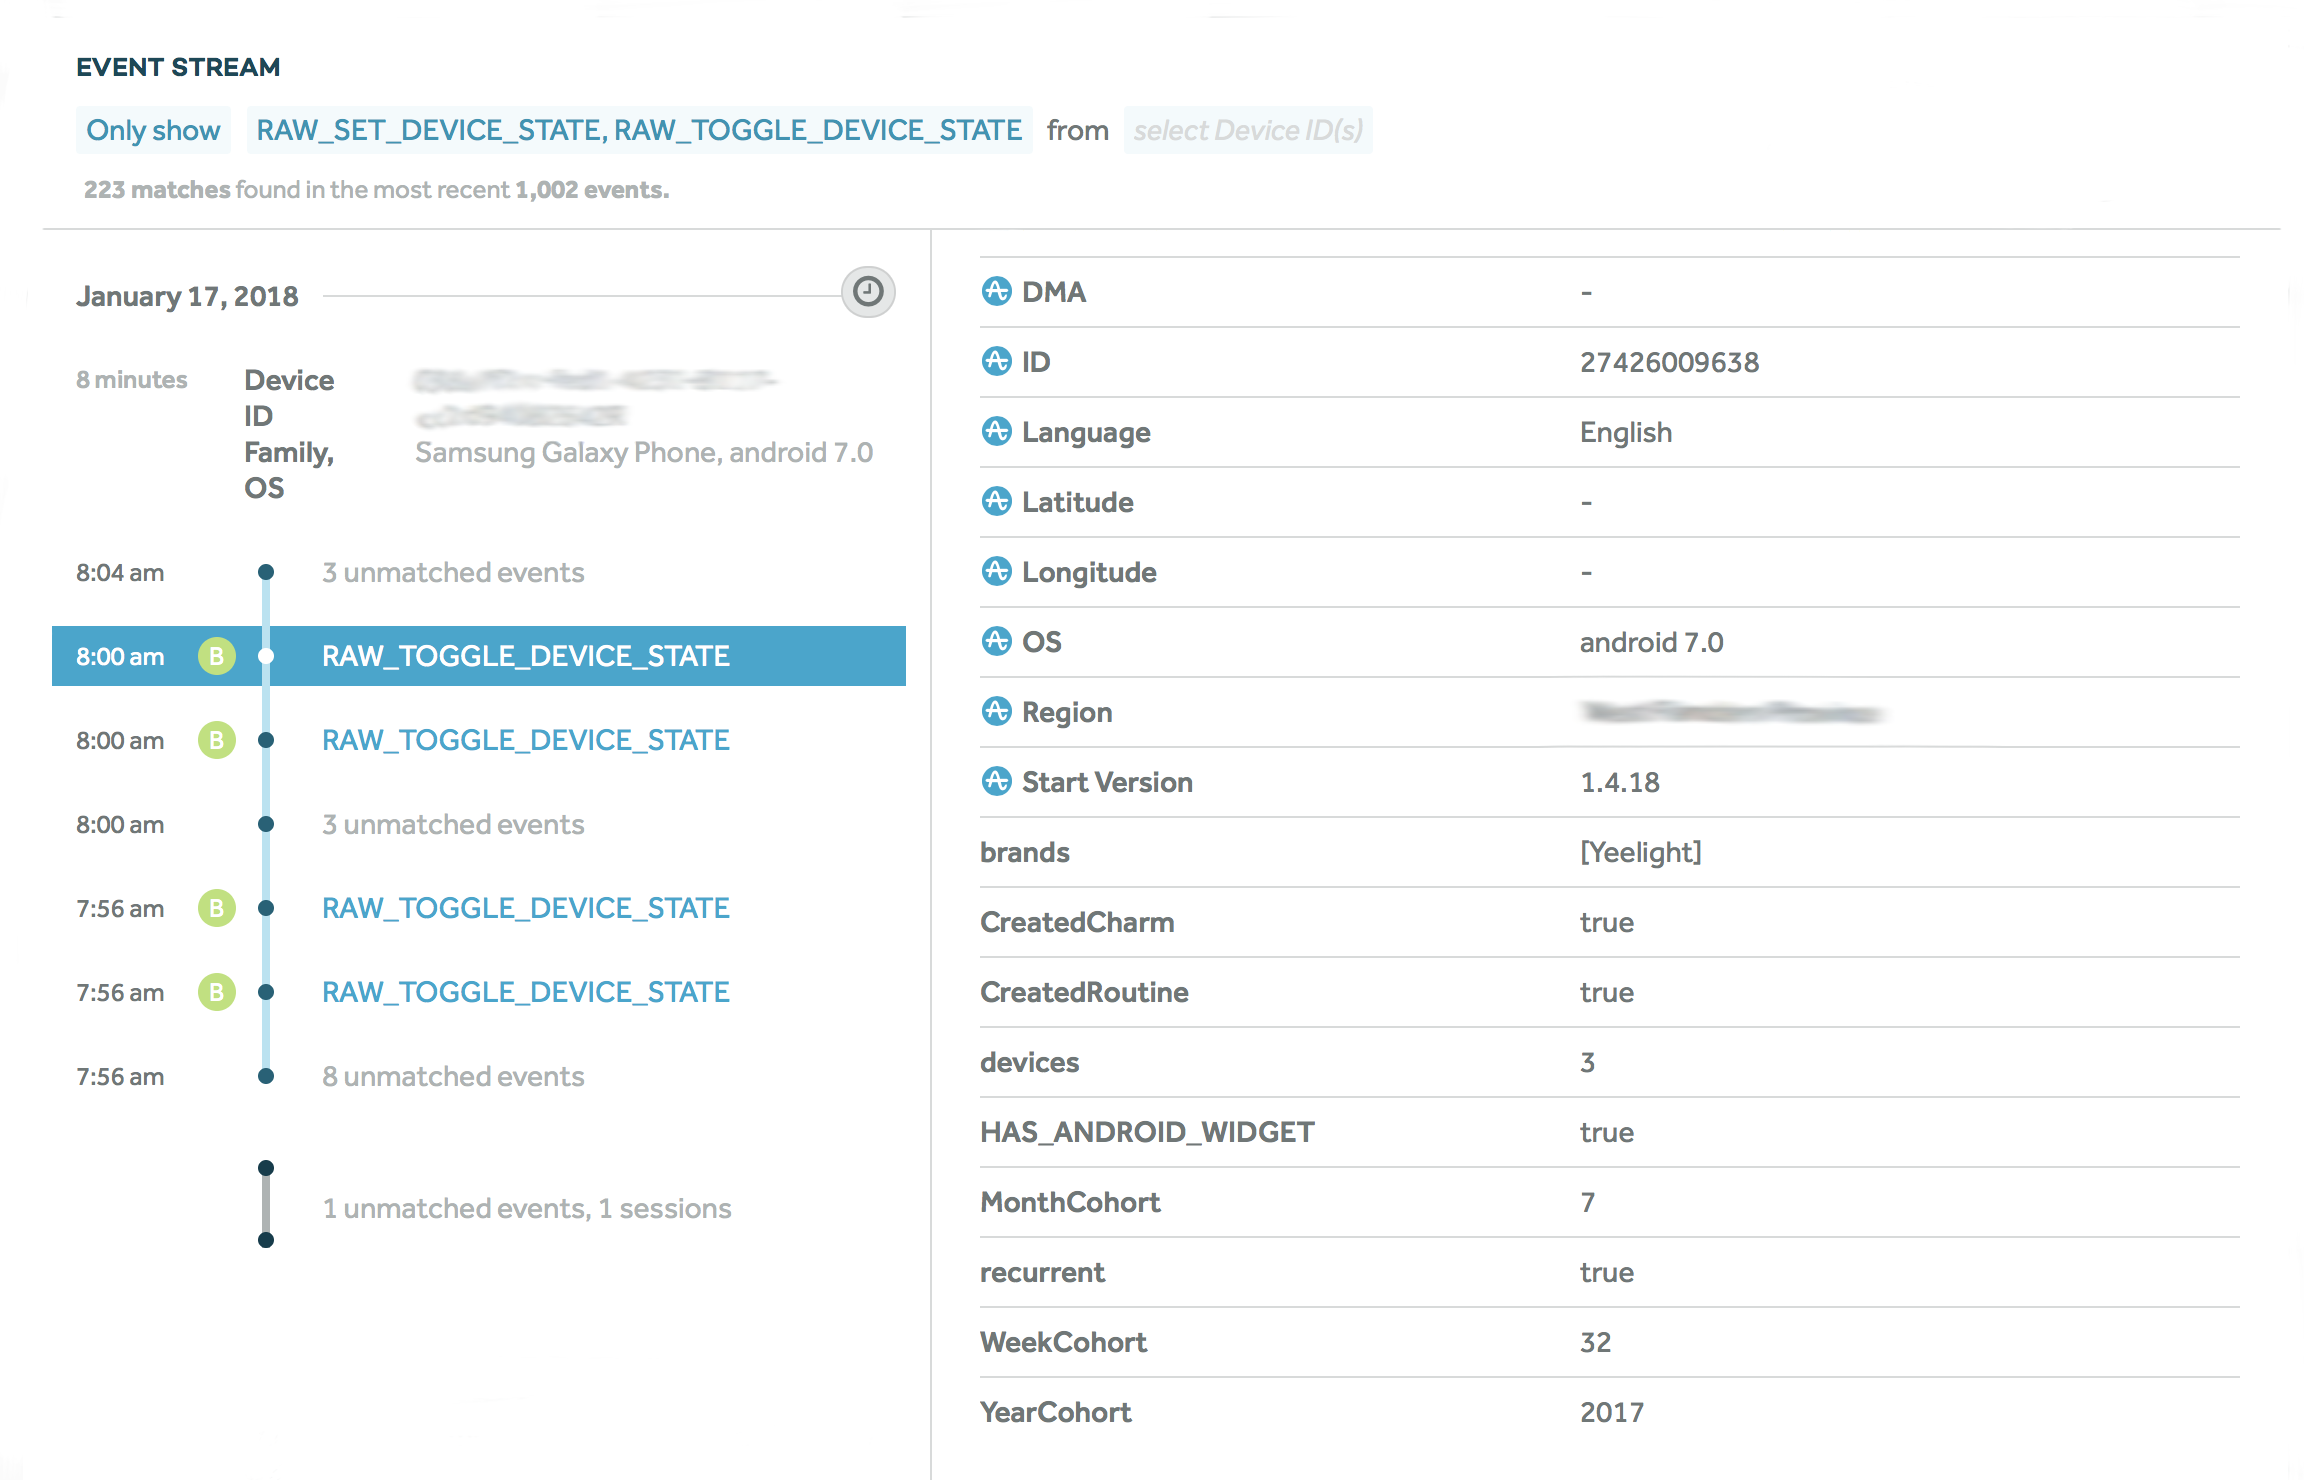 EVENT STREAM
Only show RAW_SET_DEVICE_STATE, RAW_TOGGLE_DEVICE_STATE from select Device ID(s)
223 matches found in the most recent 1,002 events.
January 17, 2018
8 minutes Device
ID
Family, Samsung Galaxy Phone, android 7.0
OS
8:04 am 3 unmatched events
8:00 am B RAW_TOGGLE_DEVICE_STATE
8:00 am B RAW_TOGGLE_DEVICE_STATE
8:00 am 3 unmatched events
7:56 am B RAW_TOGGLE_DEVICE_STATE
7:56 am B RAW_TOGGLE_DEVICE_STATE
7:56 am 8 unmatched events
1 unmatched events, 1 sessions
DMA -
ID 27426009638
Language English
Latitude -
Longitude -
OS android 7.0
Region
Start Version 1.4.18
brands [Yeelight]
CreatedCharm true
CreatedRoutine true
devices 3
HAS_ANDROID_WIDGET true
MonthCohort 7
recurrent true
WeekCohort 32
YearCohort 2017